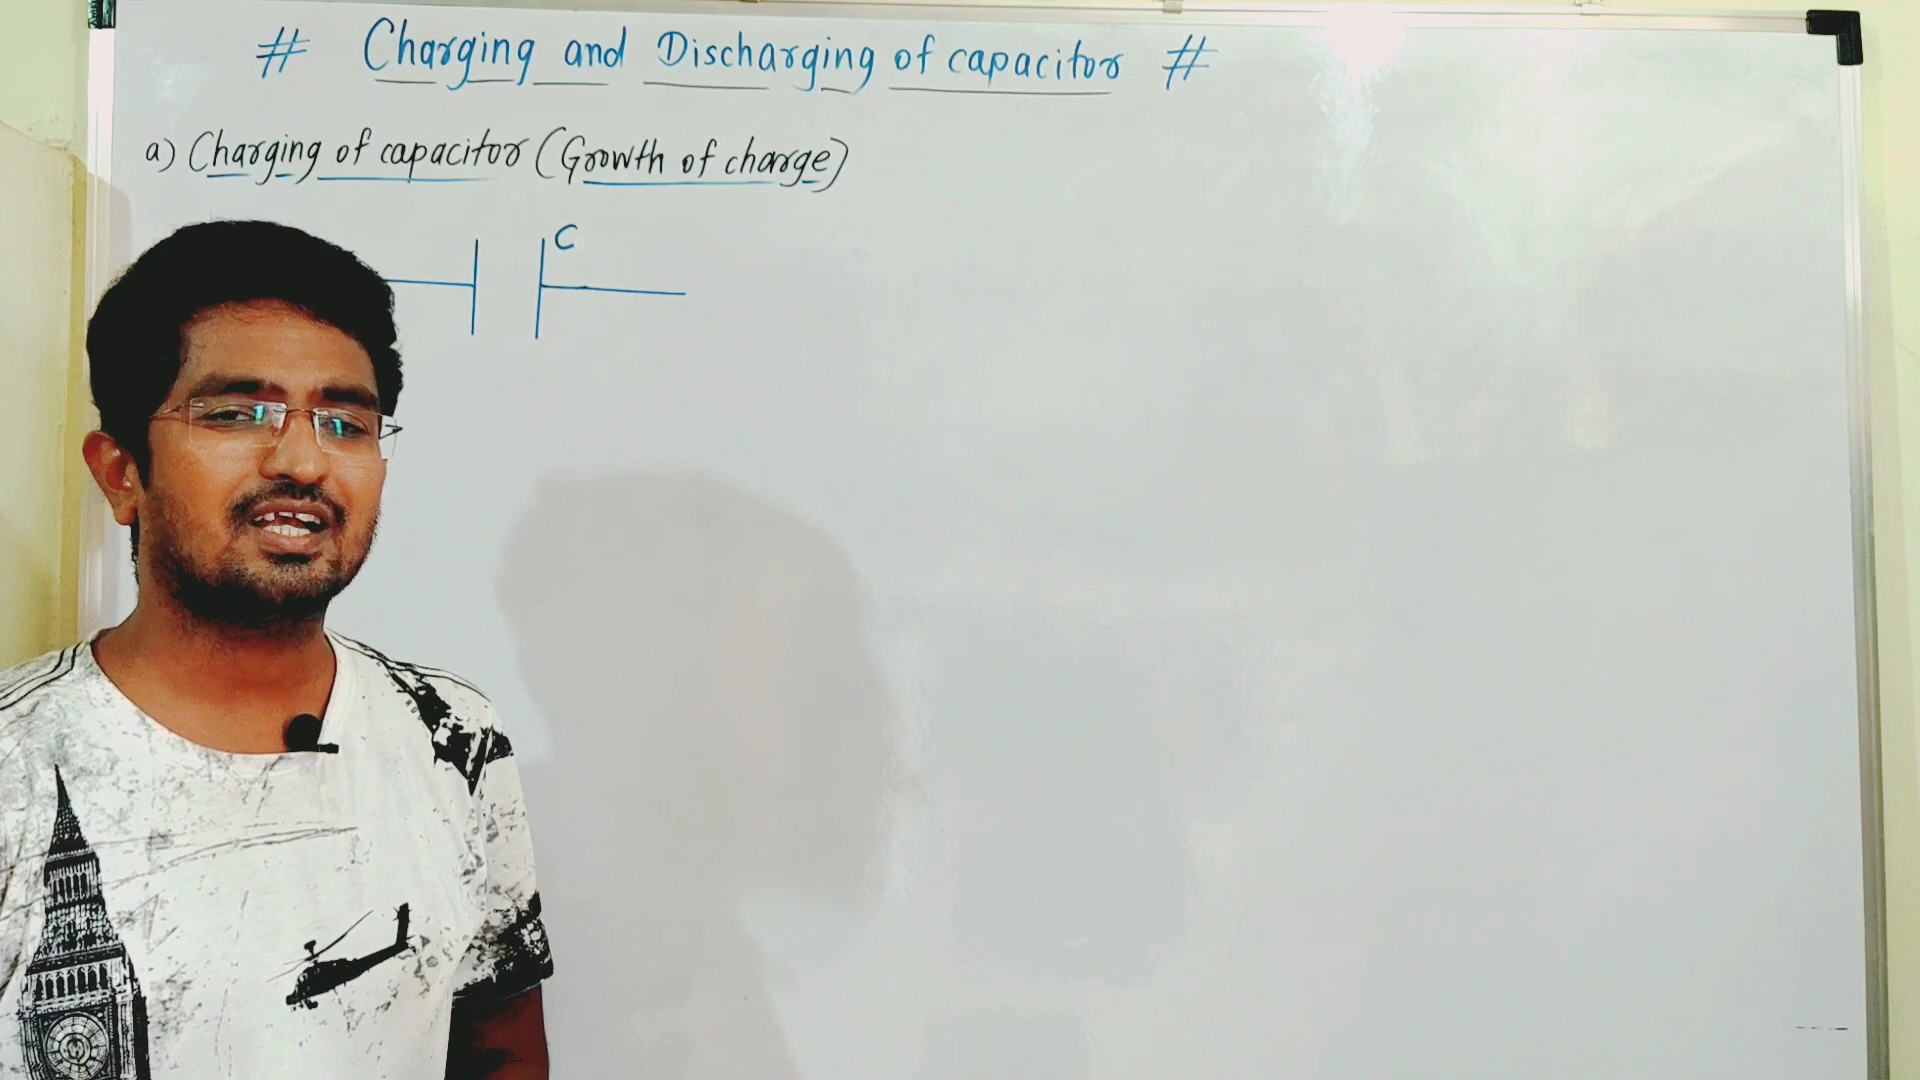 # Charging and Discharging of capacitor #
a) Charging of capacitor (Growth of charge)
C